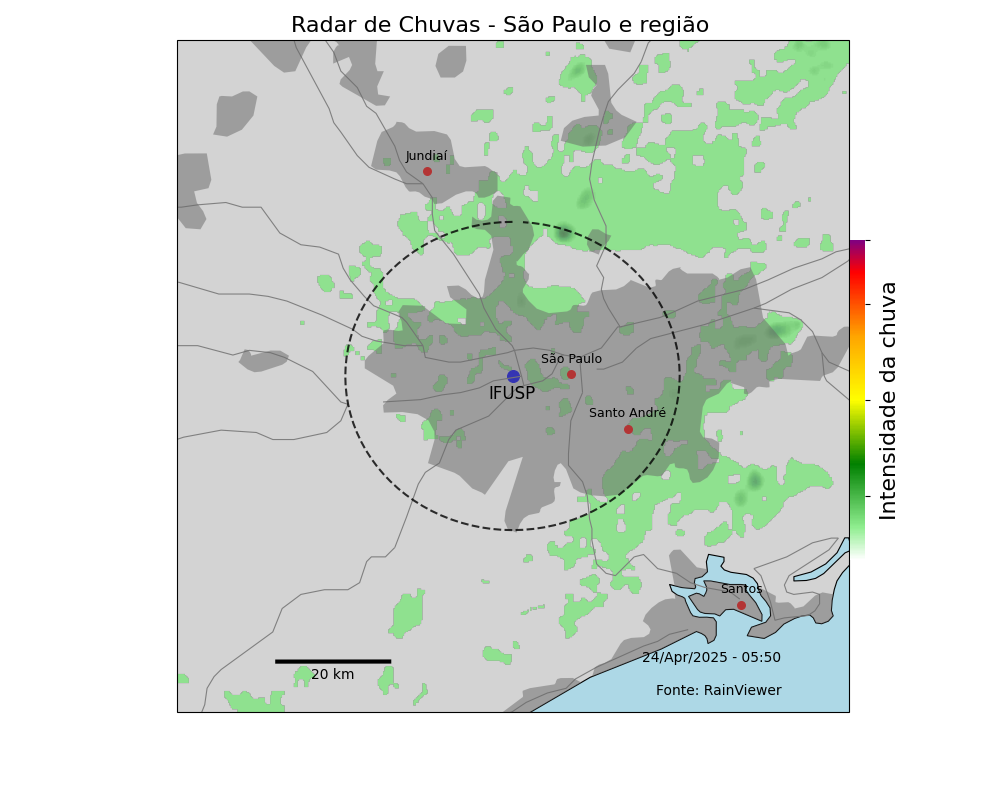 Radar de Chuvas - São Paulo e região
Jundiaí
São Paulo
IFUSP
Santo André
Santos
24/Apr/2025 - 05:50
20 km
Fonte: RainViewer
Intensidade da chuva